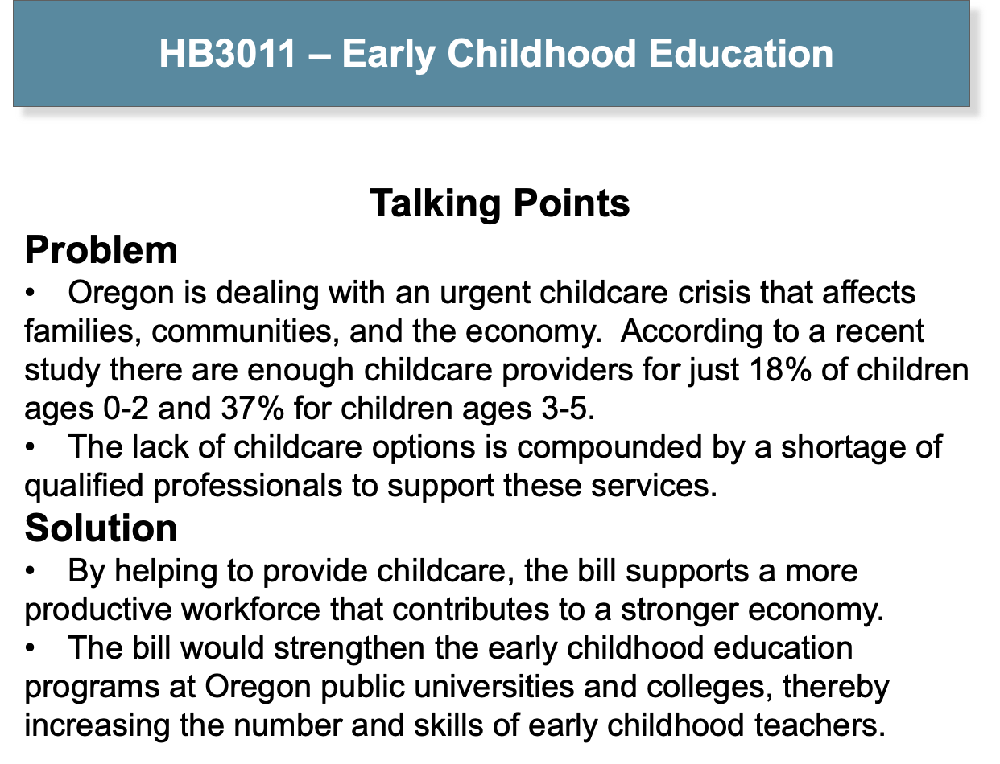 HB3011 – Early Childhood Education
Talking Points
Problem
• Oregon is dealing with an urgent childcare crisis that affects
families, communities, and the economy.  According to a recent
study there are enough childcare providers for just 18% of children
ages 0-2 and 37% for children ages 3-5.
• The lack of childcare options is compounded by a shortage of
qualified professionals to support these services.
Solution
• By helping to provide childcare, the bill supports a more
productive workforce that contributes to a stronger economy.
• The bill would strengthen the early childhood education
programs at Oregon public universities and colleges, thereby
increasing the number and skills of early childhood teachers.